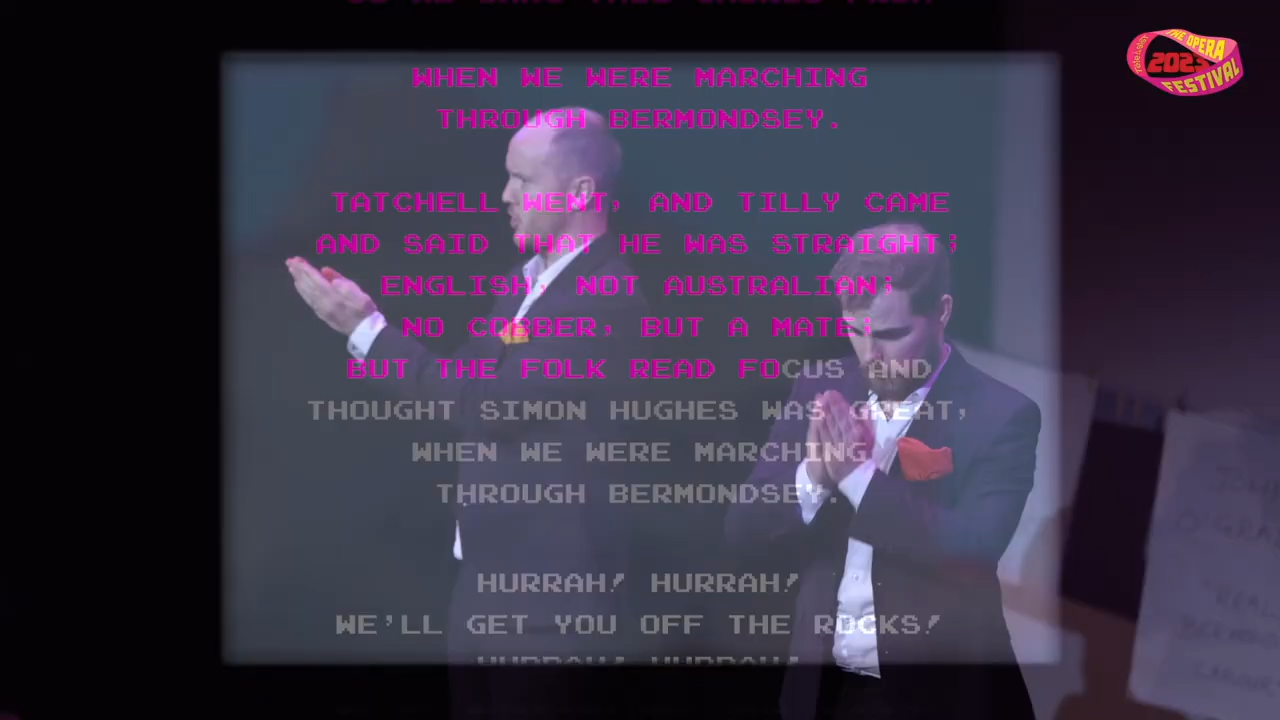 THE OPERA
2023
FESTIVAL
WHEN WE WERE MARCHING
THROUGH BERMONDSEY.
TATCHELL WENT, AND TILLY CAME
AND SAID THAT HE WAS STRAIGHT;
ENGLISH, NOT AUSTRALIAN;
NO COBBER, BUT A MATE;
BUT THE FOLK READ FOCUS AND
THOUGHT SIMON HUGHES WAS GREAT,
WHEN WE WERE MARCHING
THROUGH BERMONDSEY.
HURRAH! HURRAH!
WE'LL GET YOU OFF THE ROCKS!
HURRAH! HURRAH!